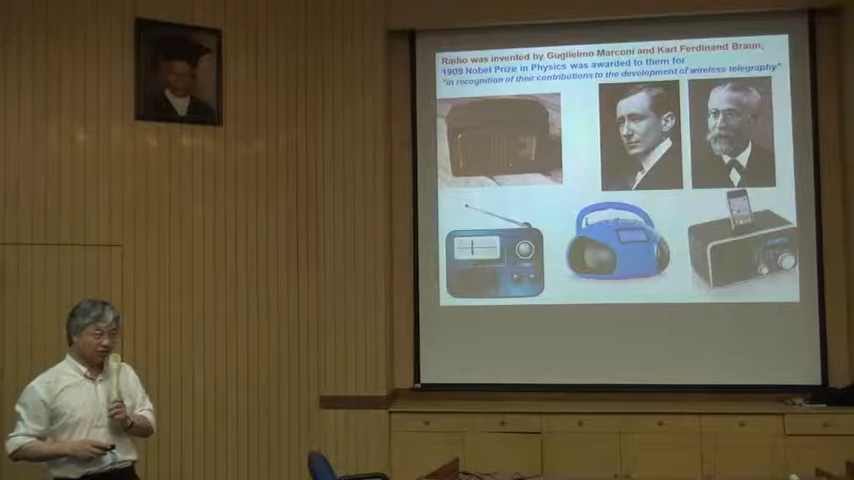 Radio was invented by Guglielmo Marconi and Karl Ferdinand Braun,
1909 Nobel Prize in Physics was awarded to them for
"in recognition of their contributions to the development of wireless telegraphy"